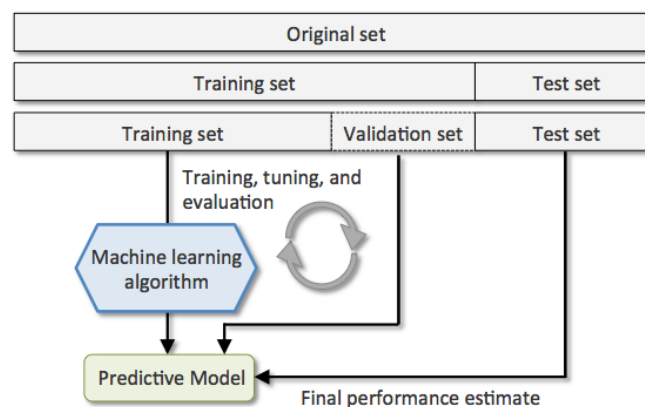 Original set
Training set
Test set
Training set
Validation set
Test set
Training, tuning, and
evaluation
Machine learning
algorithm
Predictive Model
Final performance estimate